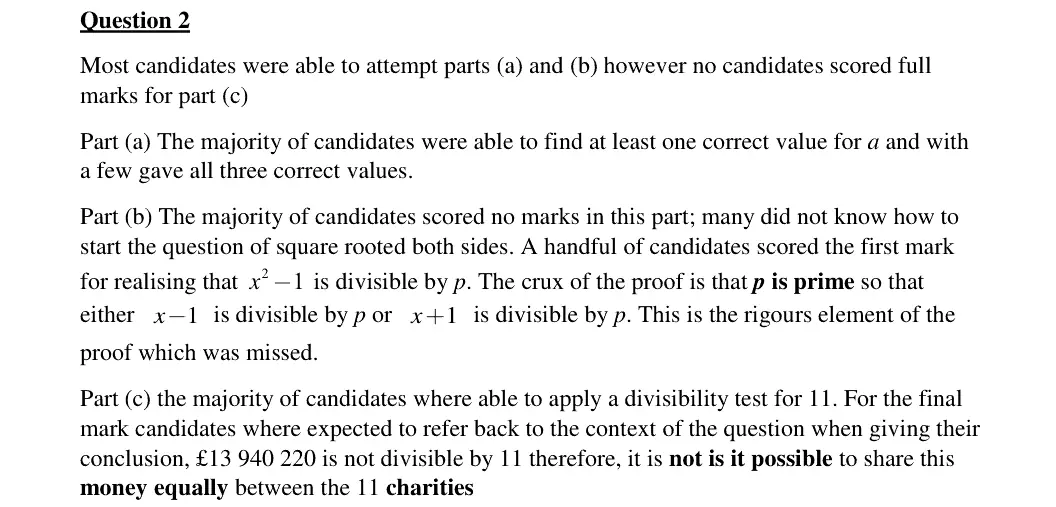 Question 2
Most candidates were able to attempt parts (a) and (b) however no candidates scored full
marks for part (c)
Part (a) The majority of candidates were able to find at least one correct value for a and with
a few gave all three correct values.
Part (b) The majority of candidates scored no marks in this part; many did not know how to
start the question of square rooted both sides. A handful of candidates scored the first mark
for realising that x² − 1 is divisible by p. The crux of the proof is that p is prime so that
either x−1 is divisible by p or x+1 is divisible by p. This is the rigours element of the
proof which was missed.
Part (c) the majority of candidates where able to apply a divisibility test for 11. For the final
mark candidates where expected to refer back to the context of the question when giving their
conclusion, £13 940 220 is not divisible by 11 therefore, it is not is it possible to share this
money equally between the 11 charities